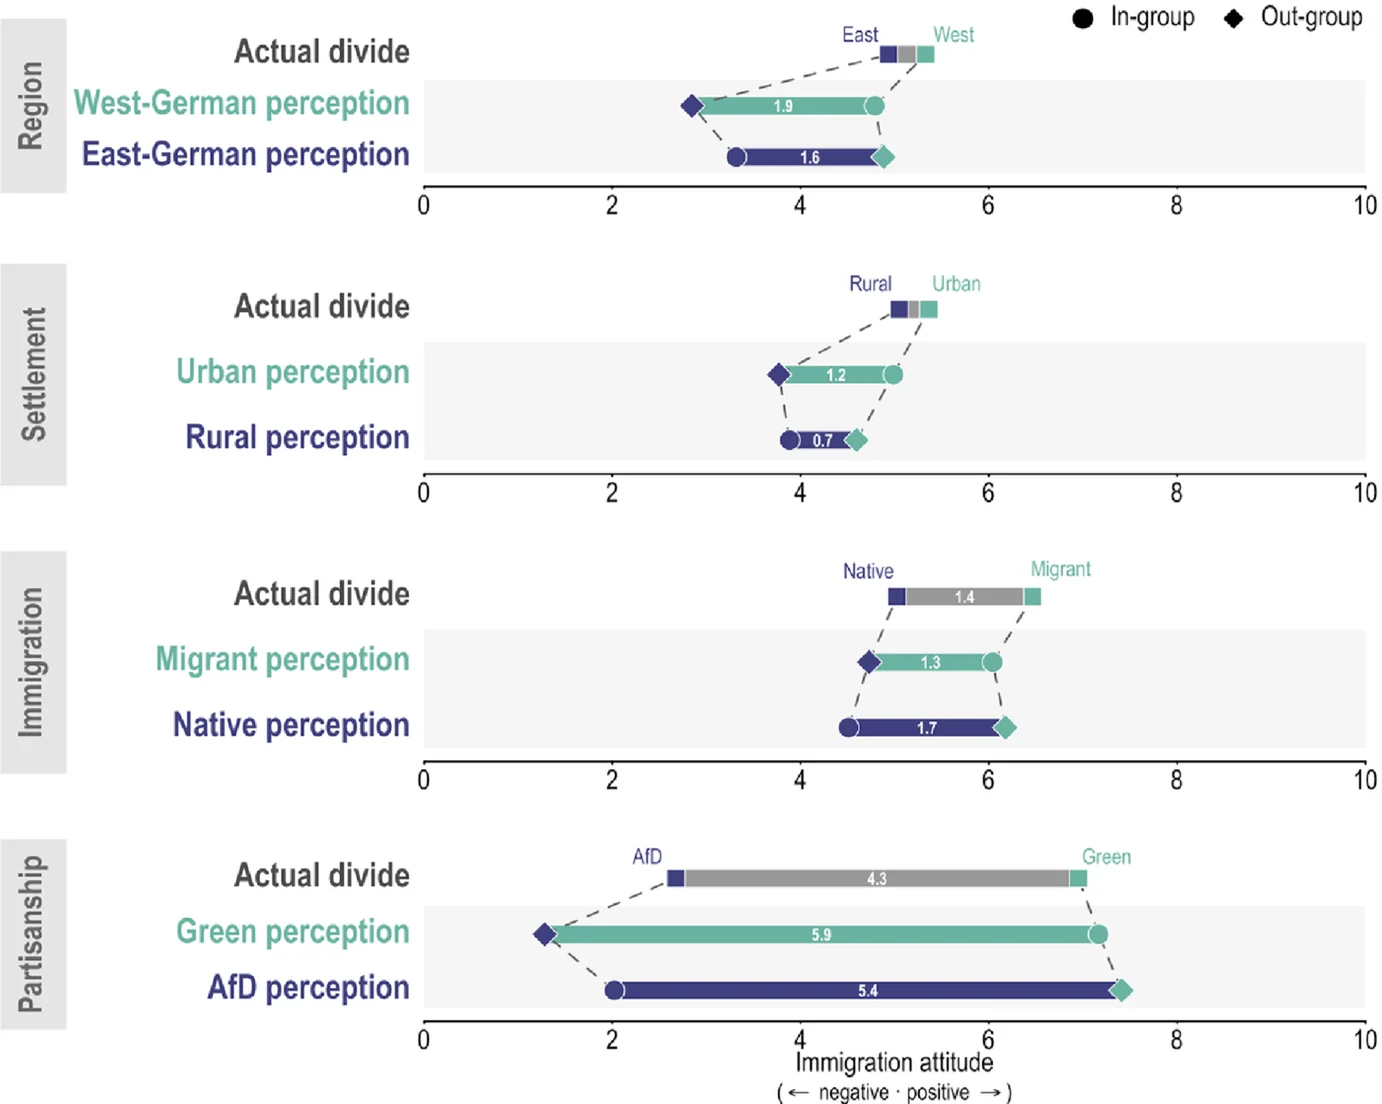 In-group Out-group
Region
East West
Actual divide
West-German perception 1.9
East-German perception 1.6
0 2 4 6 8 10
Settlement
Rural Urban
Actual divide
Urban perception 1.2
Rural perception 0.7
0 2 4 6 8 10
Immigration
Native Migrant
Actual divide 1.4
Migrant perception 1.3
Native perception 1.7
0 2 4 6 8 10
Partisanship
AfD Green
Actual divide 4.3
Green perception 5.9
AfD perception 5.4
0 2 4 6 8 10
Immigration attitude
(← negative · positive →)